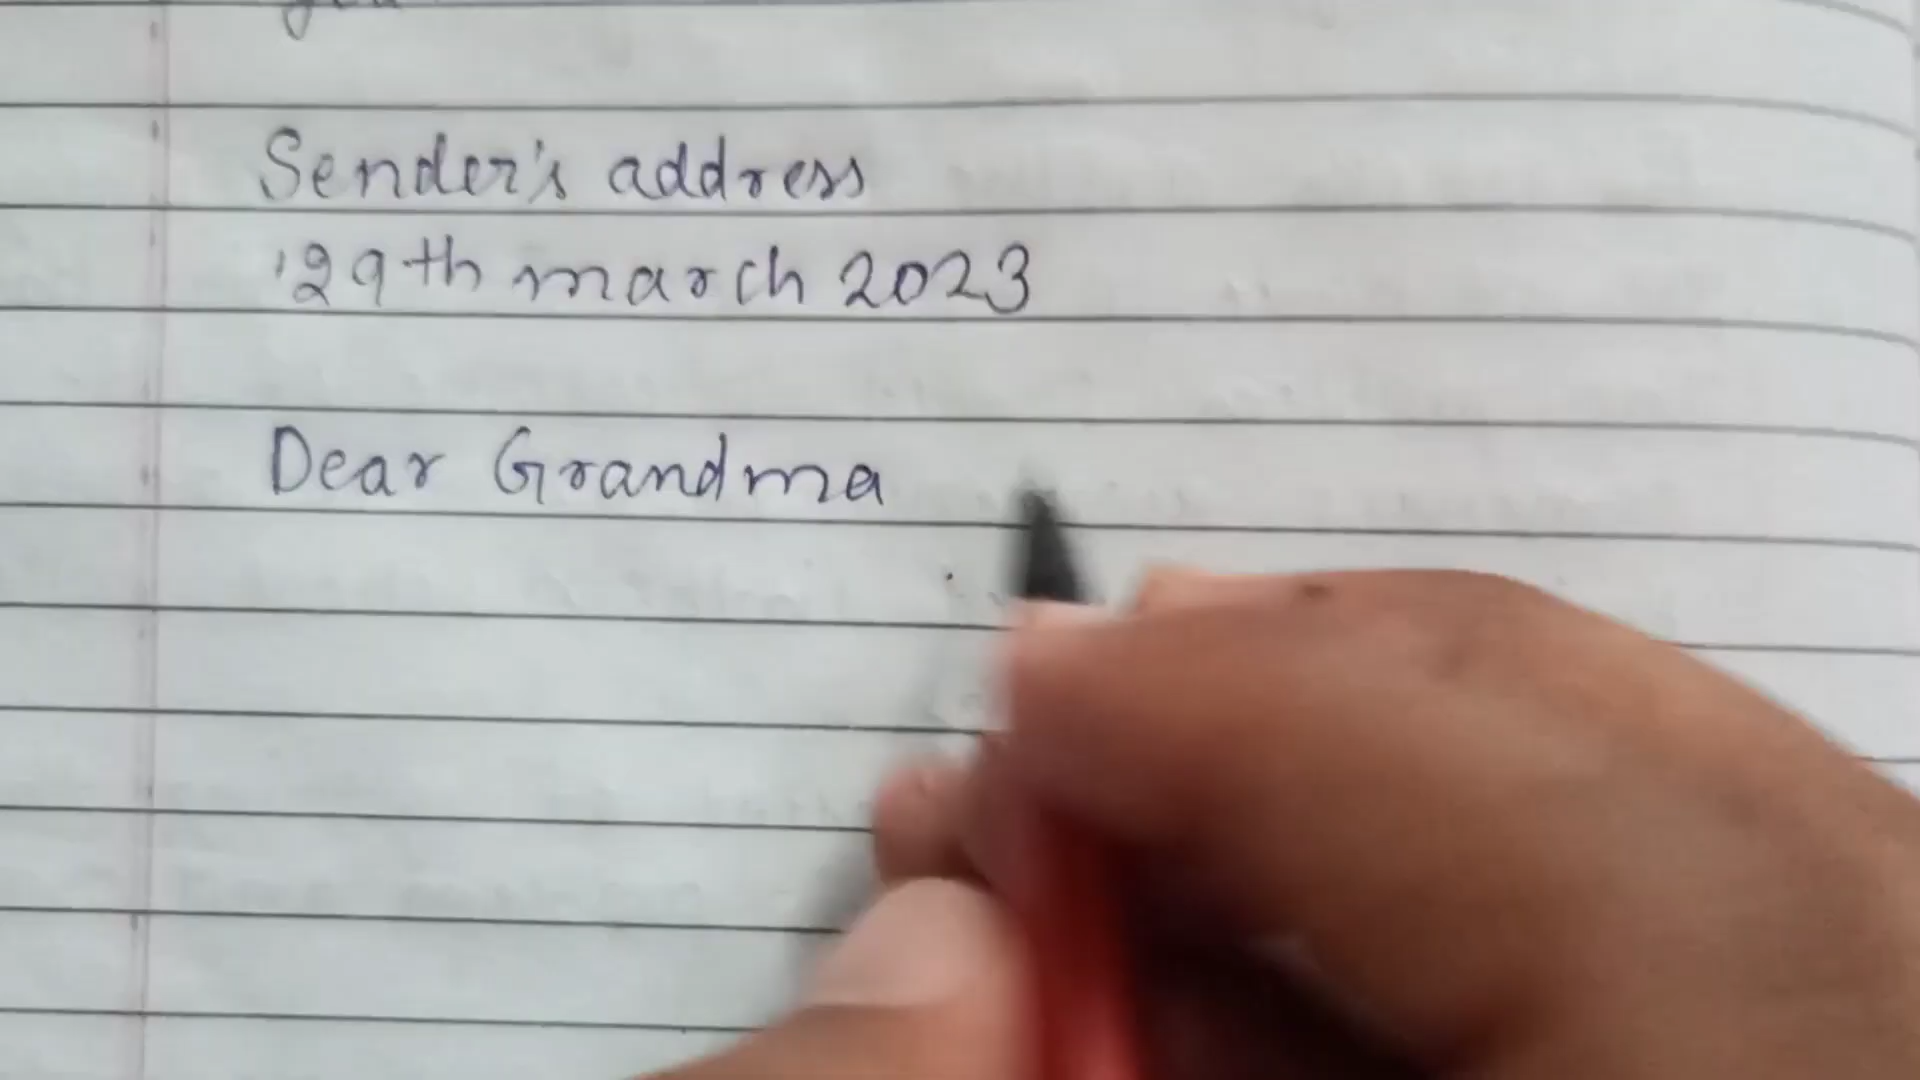 Sender's address
29th march 2023
Dear Grandma